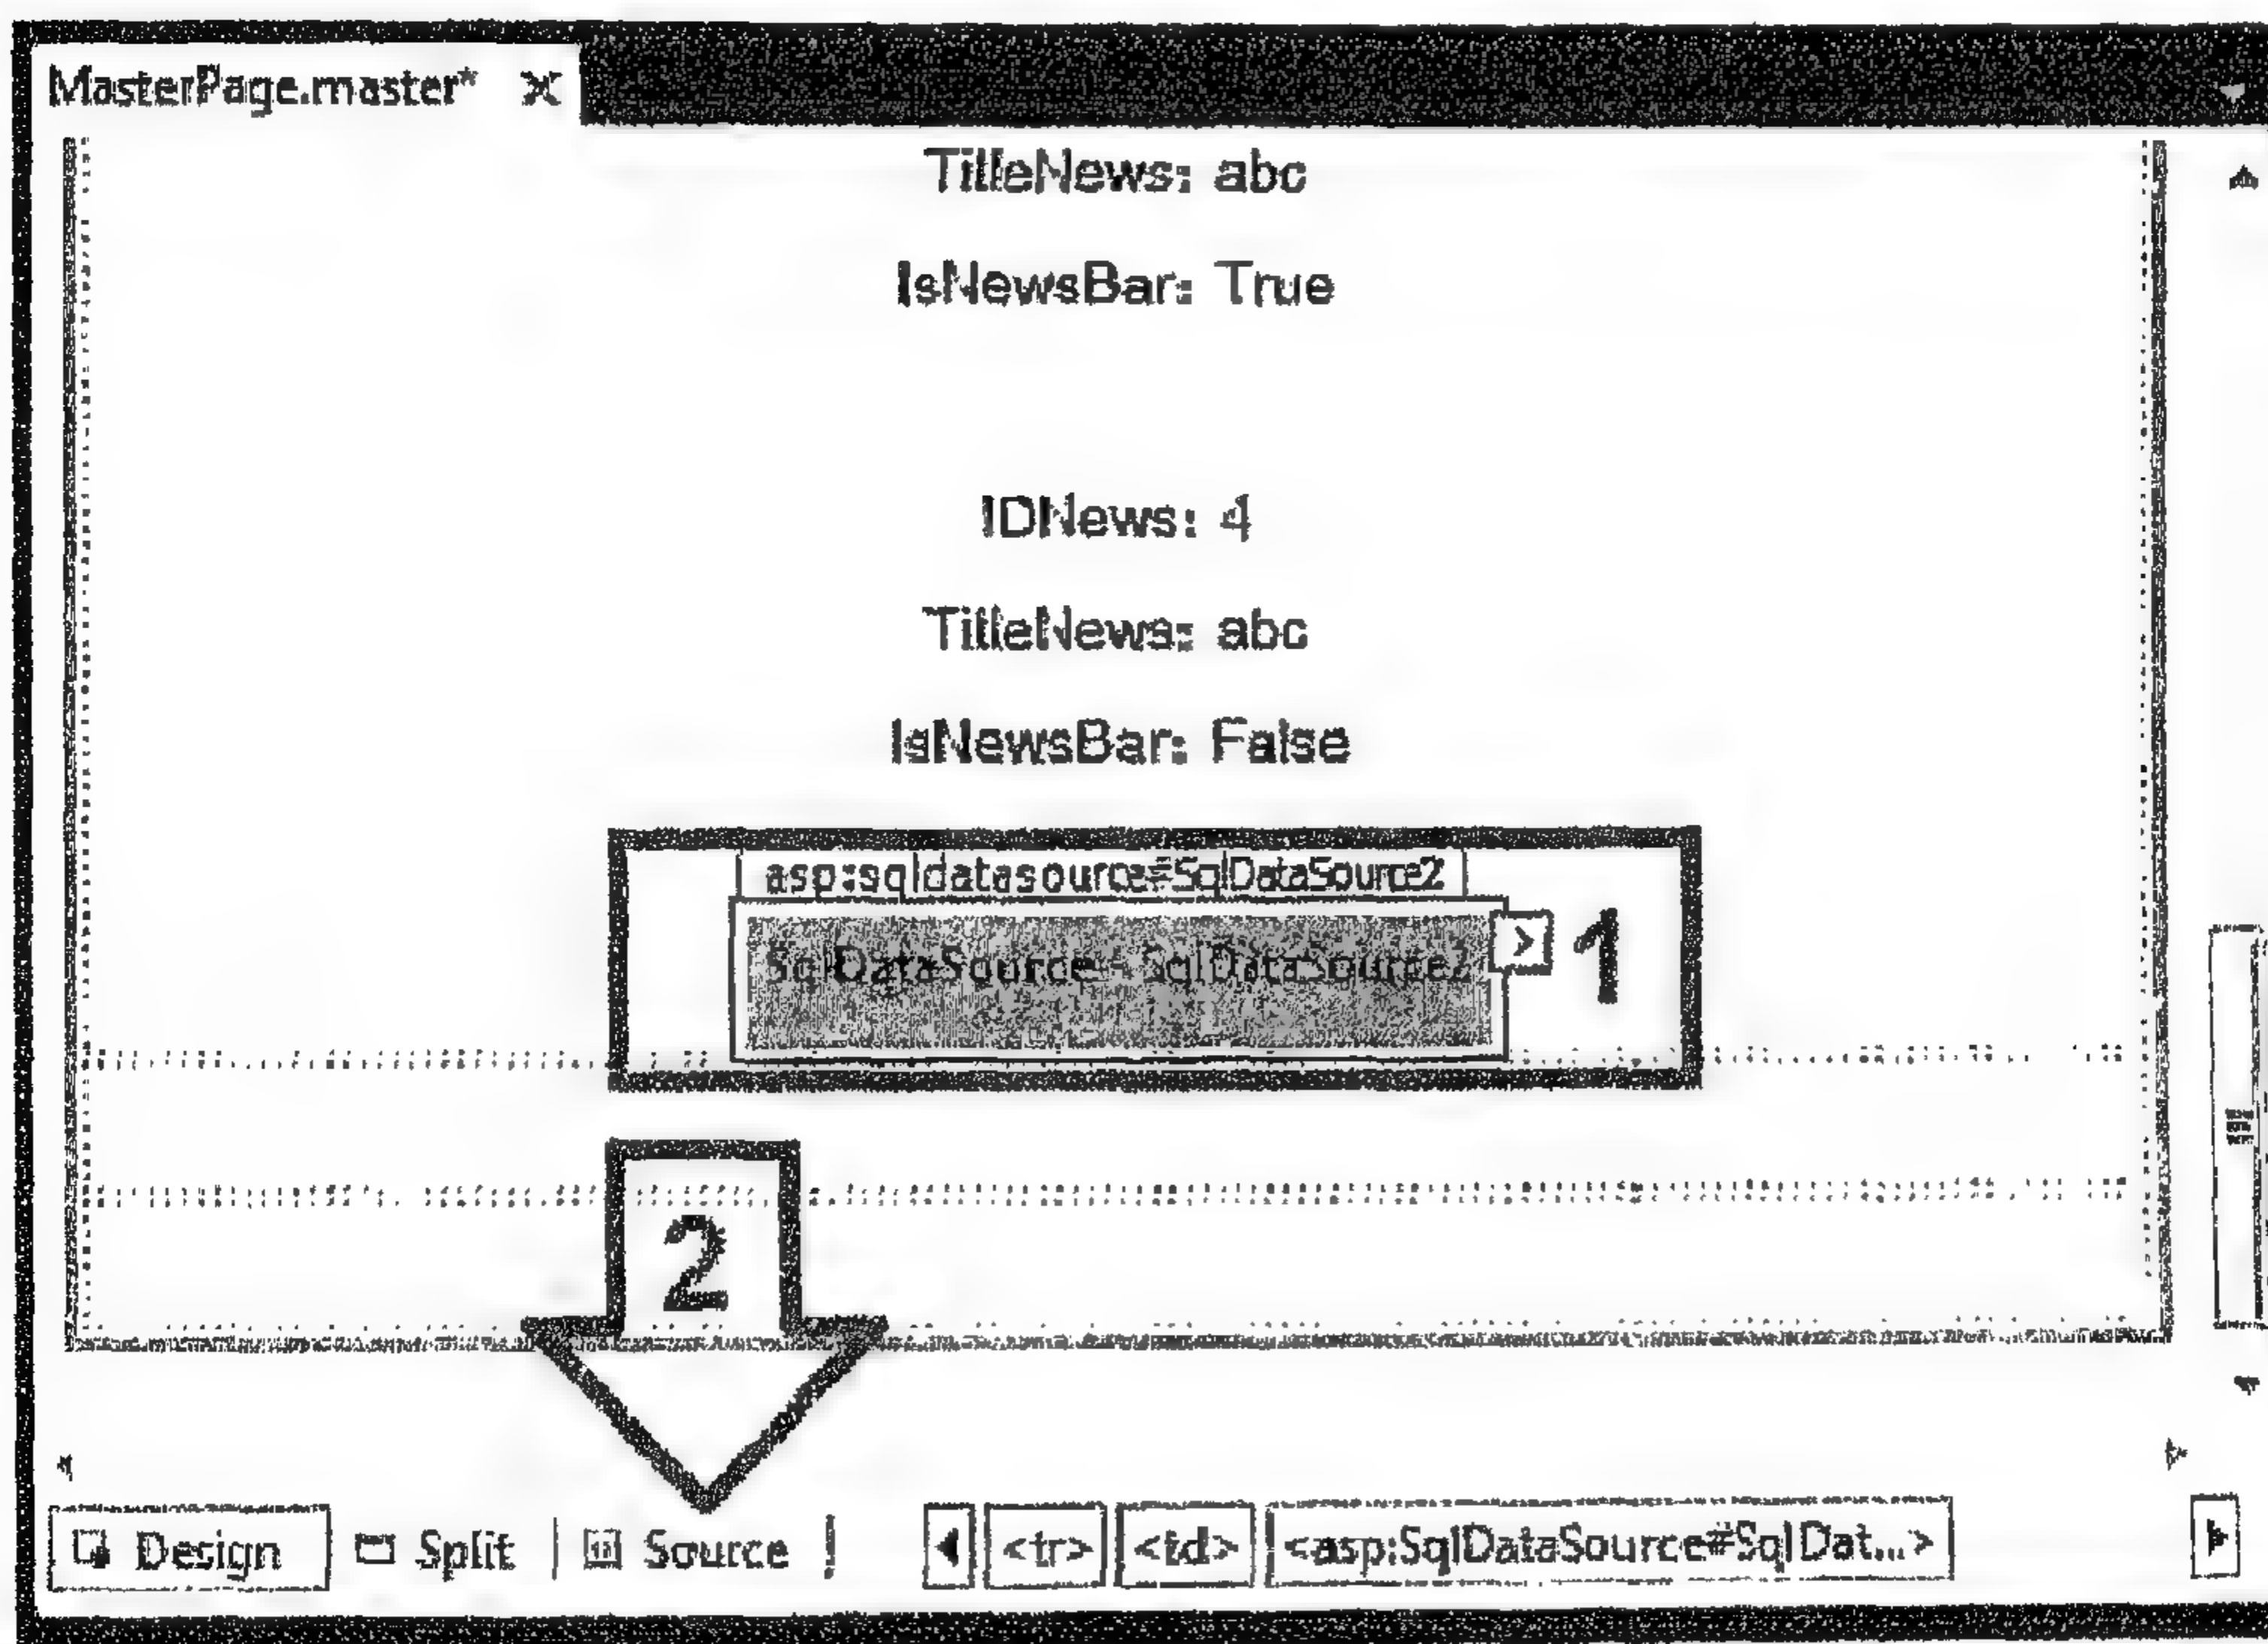 MasterPage.master*
TitleNews: abc
IsNewsBar: True
IDNews: 4
TitleNews: abc
IsNewsBar: False
asp:sqldatasource#SqlDataSource2
SqlDataSource - SqlDataSource2
1
2
Design Split Source <tr> <td> <asp:SqlDataSource#SqlDat...>